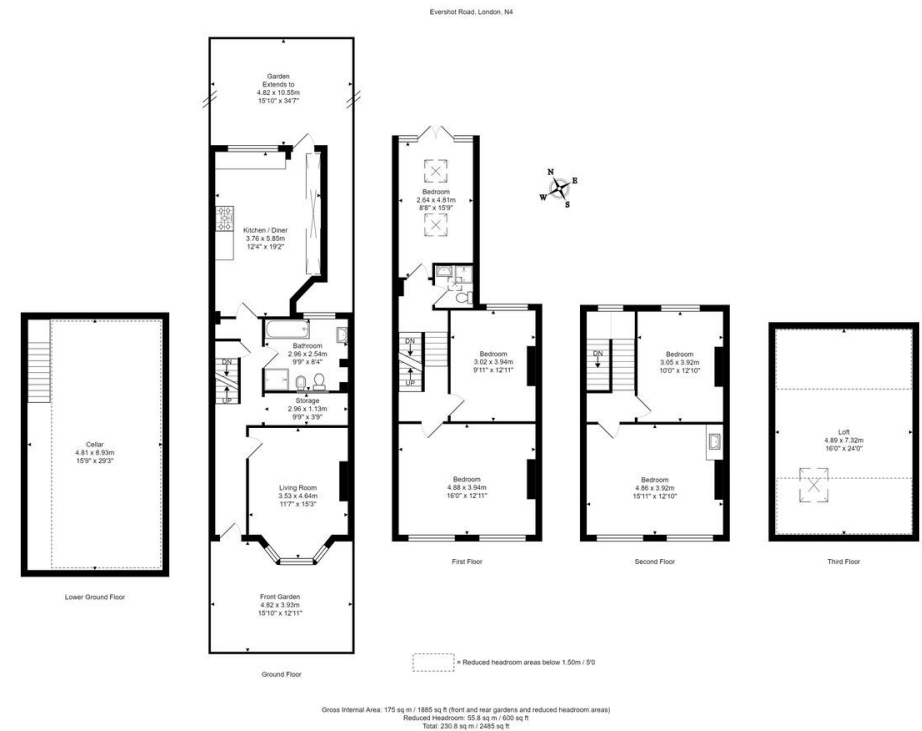 Evershot Road, London, N4
Garden
Extends to
4.82 x 10.55m
15'10" x 34'7"
Kitchen / Diner
3.76 x 5.85m
12'4" x 19'2"
Bathroom
2.96 x 2.54m
9'9" x 8'4"
DN
UP
Storage
2.96 x 1.13m
9'9" x 3'9"
Living Room
3.53 x 4.64m
11'7" x 15'3"
Front Garden
4.82 x 3.93m
15'10" x 12'11"
Ground Floor
Cellar
4.81 x 8.93m
15'9" x 29'3"
Lower Ground Floor
Bedroom
2.64 x 4.81m
8'8" x 15'9"
DN
UP
Bedroom
3.02 x 3.94m
9'11" x 12'11"
Bedroom
4.88 x 3.94m
16'0" x 12'11"
First Floor
N
E
W
S
DN
Bedroom
3.05 x 3.92m
10'0" x 12'10"
Bedroom
4.86 x 3.92m
15'11" x 12'10"
Second Floor
Loft
4.89 x 7.32m
16'0" x 24'0"
Third Floor
= Reduced headroom areas below 1.50m / 5'0
Gross Internal Area: 175 sq m / 1885 sq ft (front and rear gardens and reduced headroom areas)
Reduced Headroom: 55.8 sq m / 600 sq ft
Total: 230.8 sq m / 2485 sq ft